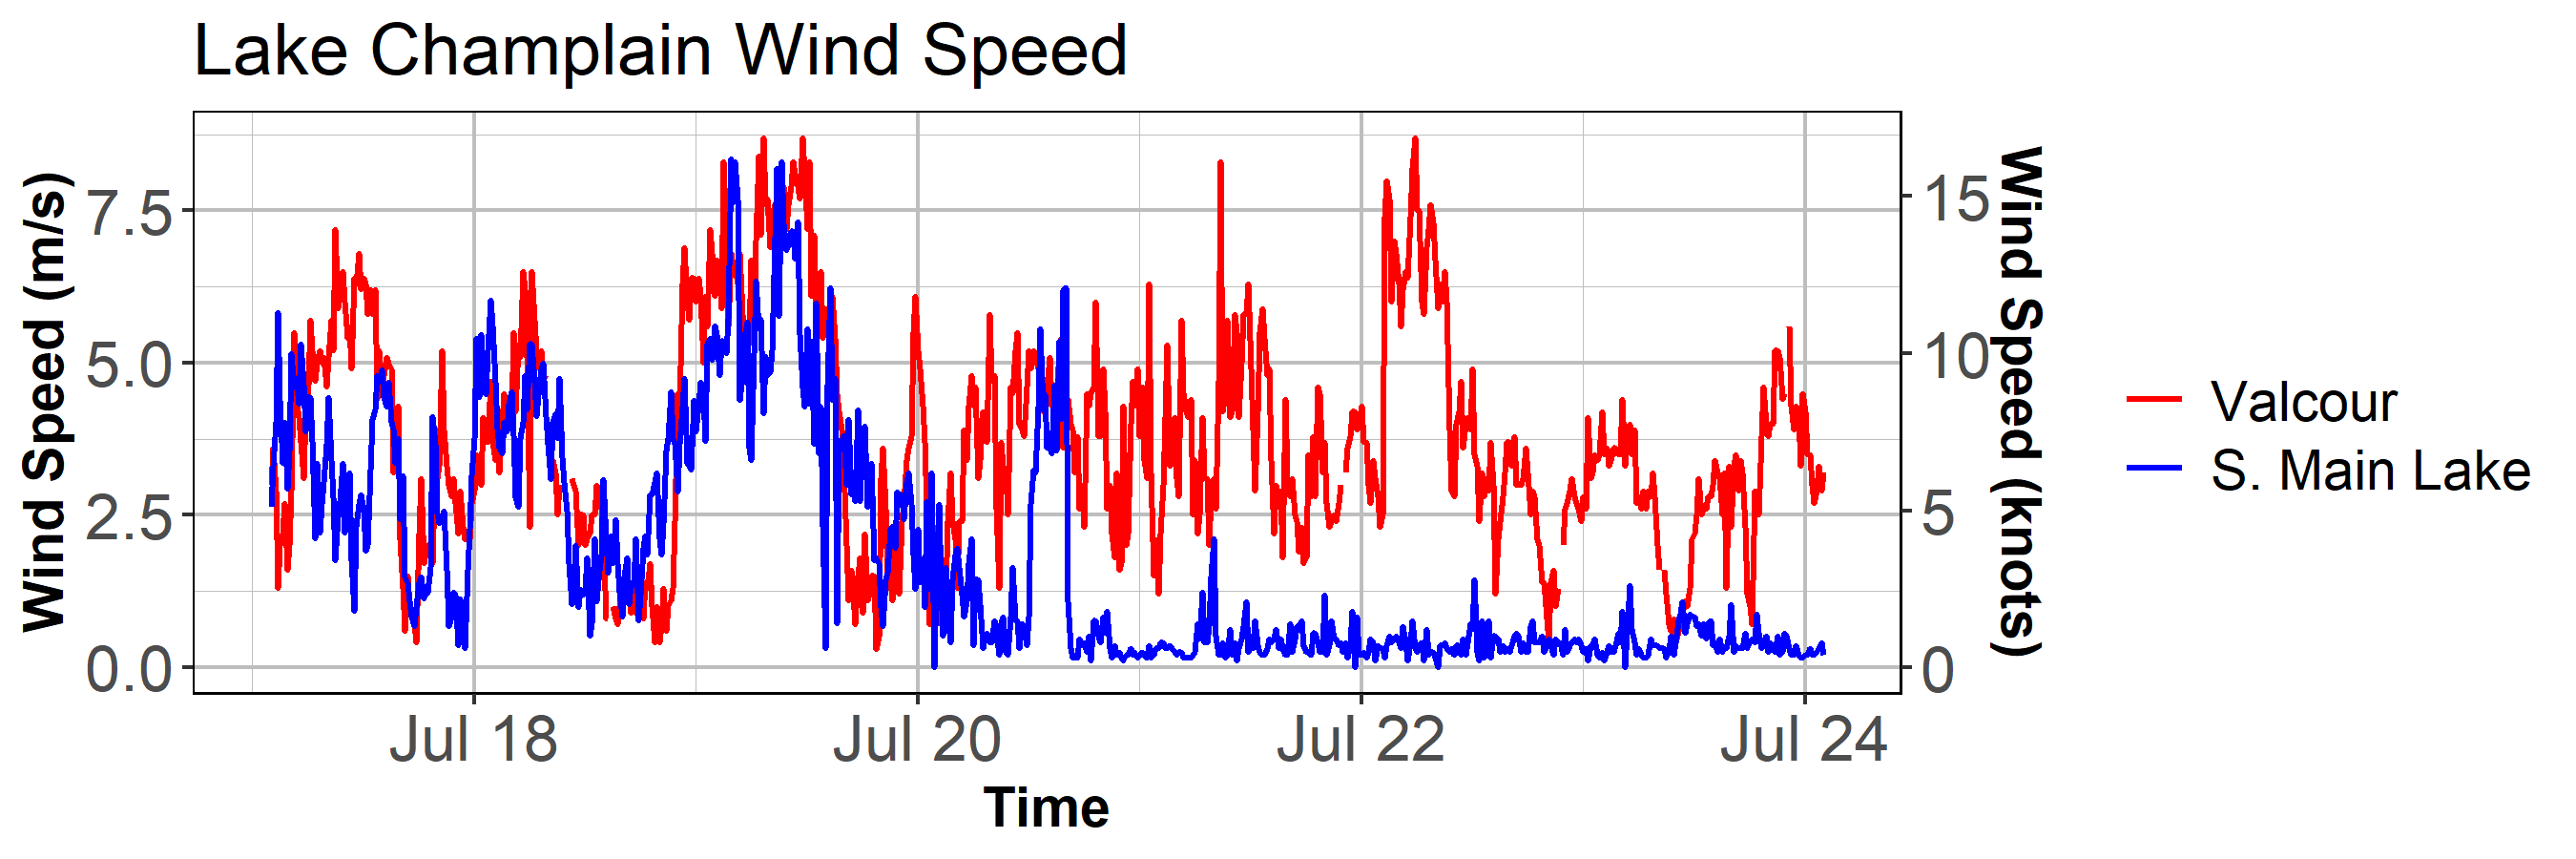 Lake Champlain Wind Speed
Wind Speed (m/s)
7.5
5.0
2.5
0.0
15
10
5
0
Wind Speed (knots)
Jul 18
Jul 20
Jul 22
Jul 24
Time
Valcour
S. Main Lake